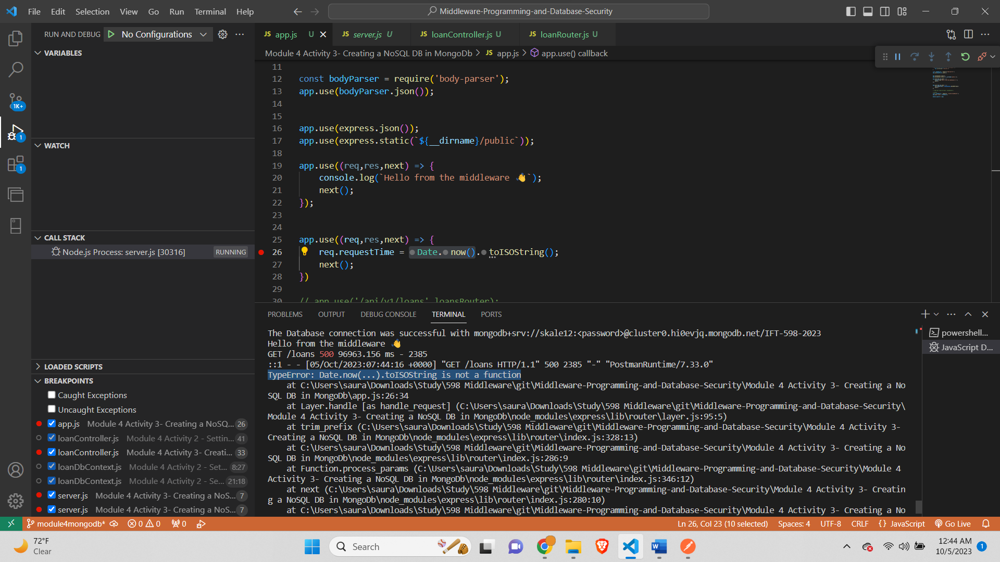 File Edit Selection View Go Run Terminal Help
Middleware-Programming-and-Database-Security
RUN AND DEBUG No Configurations
VARIABLES
WATCH
CALL STACK
Node.js Process: server.js [30316] RUNNING
LOADED SCRIPTS
BREAKPOINTS
Caught Exceptions
Uncaught Exceptions
app.js Module 4 Activity 3- Creating a NoSQ... 26
loanController.js Module 4 Activity 2 - Settin... 41
loanController.js Module 4 Activity 3- Creati... 33
loanDbContext.js Module 4 Activity 2 - Set... 8:27
loanDbContext.js Module 4 Activity 2 - Se... 21:18
server.js Module 4 Activity 3- Creating a NoS... 7
server.js Module 4 Activity 3- Creating a NoS... 7
1K+
1
1
JS app.js U JS server.js U JS loanController.js U JS loanRouter.js U
Module 4 Activity 3- Creating a NoSQL DB in MongoDb > JS app.js > app.use() callback
11
12 const bodyParser = require('body-parser');
13 app.use(bodyParser.json());
14
15
16 app.use(express.json());
17 app.use(express.static(`${__dirname}/public`));
18
19 app.use((req,res,next) => {
20 console.log(`Hello from the middleware 👋`);
21 next();
22 });
23
24
25 app.use((req,res,next) => {
26 req.requestTime = Date.now().toISOString();
27 next();
28 })
29
30 // app.use('/api/v1/loans',loansRouter);
PROBLEMS OUTPUT DEBUG CONSOLE TERMINAL PORTS
The Database connection was successful with mongodb+srv://skale12:<password>@cluster0.hi0evjq.mongodb.net/IFT-598-2023
Hello from the middleware 👋
GET /loans 500 96963.156 ms - 2385
::1 - - [05/Oct/2023:07:44:16 +0000] "GET /loans HTTP/1.1" 500 2385 "-" "PostmanRuntime/7.33.0"
TypeError: Date.now(...).toISOString is not a function
at C:\Users\saura\Downloads\Study\598 Middleware\git\Middleware-Programming-and-Database-Security\Module 4 Activity 3- Creating a No
SQL DB in MongoDb\app.js:26:34
at Layer.handle [as handle_request] (C:\Users\saura\Downloads\Study\598 Middleware\git\Middleware-Programming-and-Database-Security\
Module 4 Activity 3- Creating a NoSQL DB in MongoDb\node_modules\express\lib\router\layer.js:95:5)
at trim_prefix (C:\Users\saura\Downloads\Study\598 Middleware\git\Middleware-Programming-and-Database-Security\Module 4 Activity 3-
Creating a NoSQL DB in MongoDb\node_modules\express\lib\router\index.js:328:13)
at C:\Users\saura\Downloads\Study\598 Middleware\git\Middleware-Programming-and-Database-Security\Module 4 Activity 3- Creating a No
SQL DB in MongoDb\node_modules\express\lib\router\index.js:286:9
at Function.process_params (C:\Users\saura\Downloads\Study\598 Middleware\git\Middleware-Programming-and-Database-Security\Module 4
Activity 3- Creating a NoSQL DB in MongoDb\node_modules\express\lib\router\index.js:346:12)
at next (C:\Users\saura\Downloads\Study\598 Middleware\git\Middleware-Programming-and-Database-Security\Module 4 Activity 3- Creatin
g a NoSQL DB in MongoDb\node_modules\express\lib\router\index.js:280:10)
at C:\Users\saura\Downloads\Study\598 Middleware\git\Middleware-Programming-and-Database-Security\Module 4 Activity 3- Creating a No
powershell...
JavaScript D...
module4mongodb* 0 0 0 Ln 26, Col 23 (10 selected) Spaces: 4 UTF-8 CRLF {} JavaScript Go Live
72°F
Clear
Search
12:44 AM
10/5/2023
1